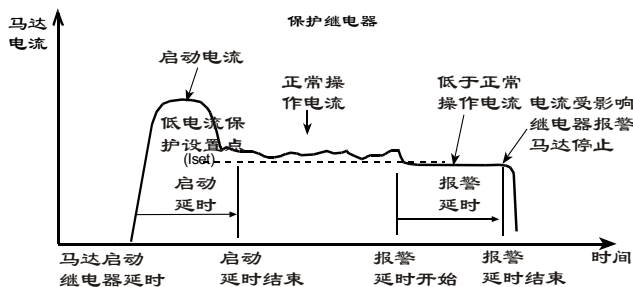 保护继电器
马达
电流
启动电流
正常操
作电流
低于正常
操作电流
电流受影响
继电器报警
马达停止
低电流保
护设置点
(Iset)
启动
延时
报警
延时
时间
马达启动
继电器延时
启动
延时结束
报警
延时开始
报警
延时结束